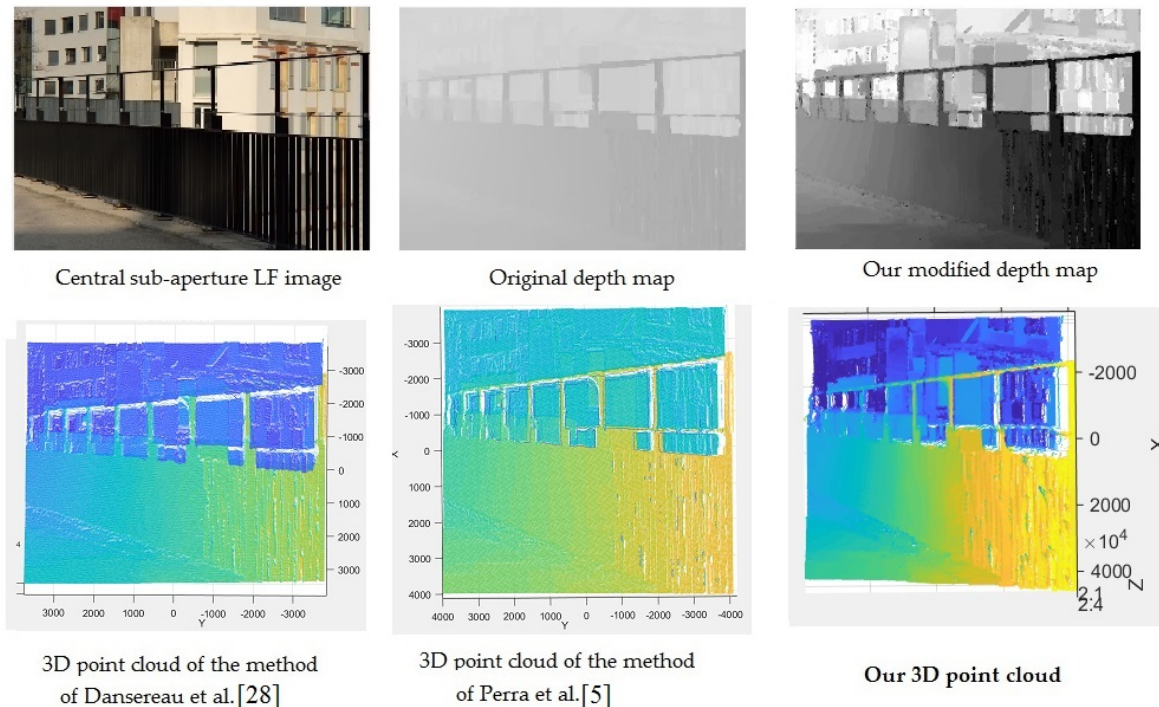 Central sub-aperture LF image
Original depth map
Our modified depth map
-3000
-2000
-1000
0
1000
2000
3000
4
3000 2000 1000 0 -1000 -2000 -3000
Y
-3000
-2000
-1000
X
0
1000
2000
3000
4000
4000 3000 2000 1000 0 -1000 -2000 -3000 -4000
Y
-2000
0
X
2000
×10⁴
4000
2.1
2.4
Z
3D point cloud of the method
of Dansereau et al.[28]
3D point cloud of the method
of Perra et al.[5]
Our 3D point cloud